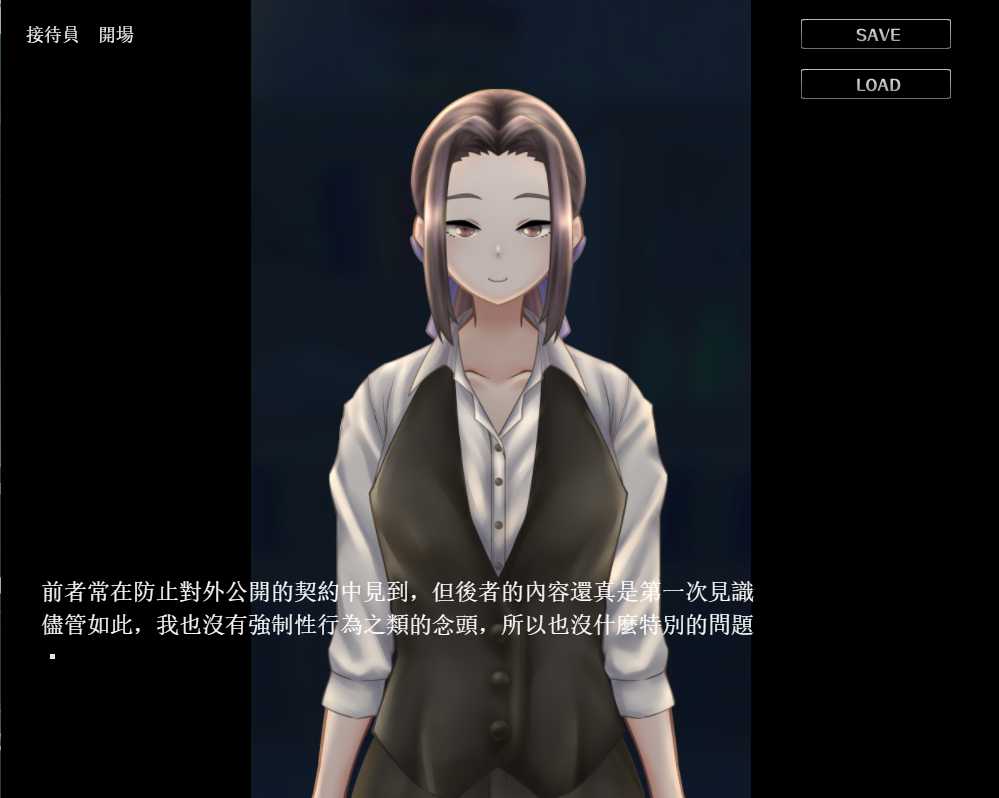 接待員　開場
SAVE
LOAD
前者常在防止對外公開的契約中見到，但後者的內容還真是第一次見識
儘管如此，我也沒有強制性行為之類的念頭，所以也沒什麼特別的問題